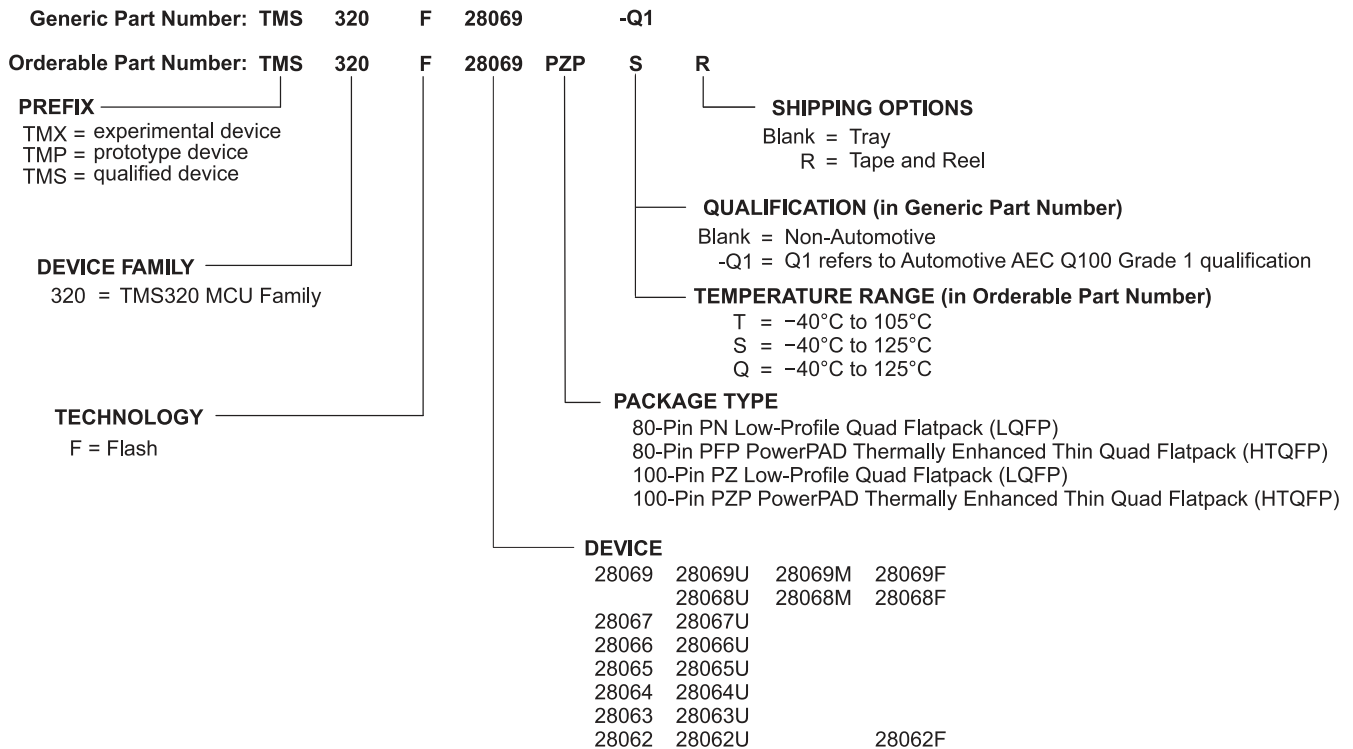 Generic Part Number: TMS 320 F 28069 -Q1
Orderable Part Number: TMS 320 F 28069 PZP S R
PREFIX
TMX = experimental device
TMP = prototype device
TMS = qualified device
SHIPPING OPTIONS
Blank = Tray
R = Tape and Reel
QUALIFICATION (in Generic Part Number)
Blank = Non-Automotive
-Q1 = Q1 refers to Automotive AEC Q100 Grade 1 qualification
DEVICE FAMILY
320 = TMS320 MCU Family
TEMPERATURE RANGE (in Orderable Part Number)
T = −40°C to 105°C
S = −40°C to 125°C
Q = −40°C to 125°C
TECHNOLOGY
F = Flash
PACKAGE TYPE
80-Pin PN Low-Profile Quad Flatpack (LQFP)
80-Pin PFP PowerPAD Thermally Enhanced Thin Quad Flatpack (HTQFP)
100-Pin PZ Low-Profile Quad Flatpack (LQFP)
100-Pin PZP PowerPAD Thermally Enhanced Thin Quad Flatpack (HTQFP)
DEVICE
28069 28069U 28069M 28069F
28068U 28068M 28068F
28067 28067U
28066 28066U
28065 28065U
28064 28064U
28063 28063U
28062 28062U 28062F